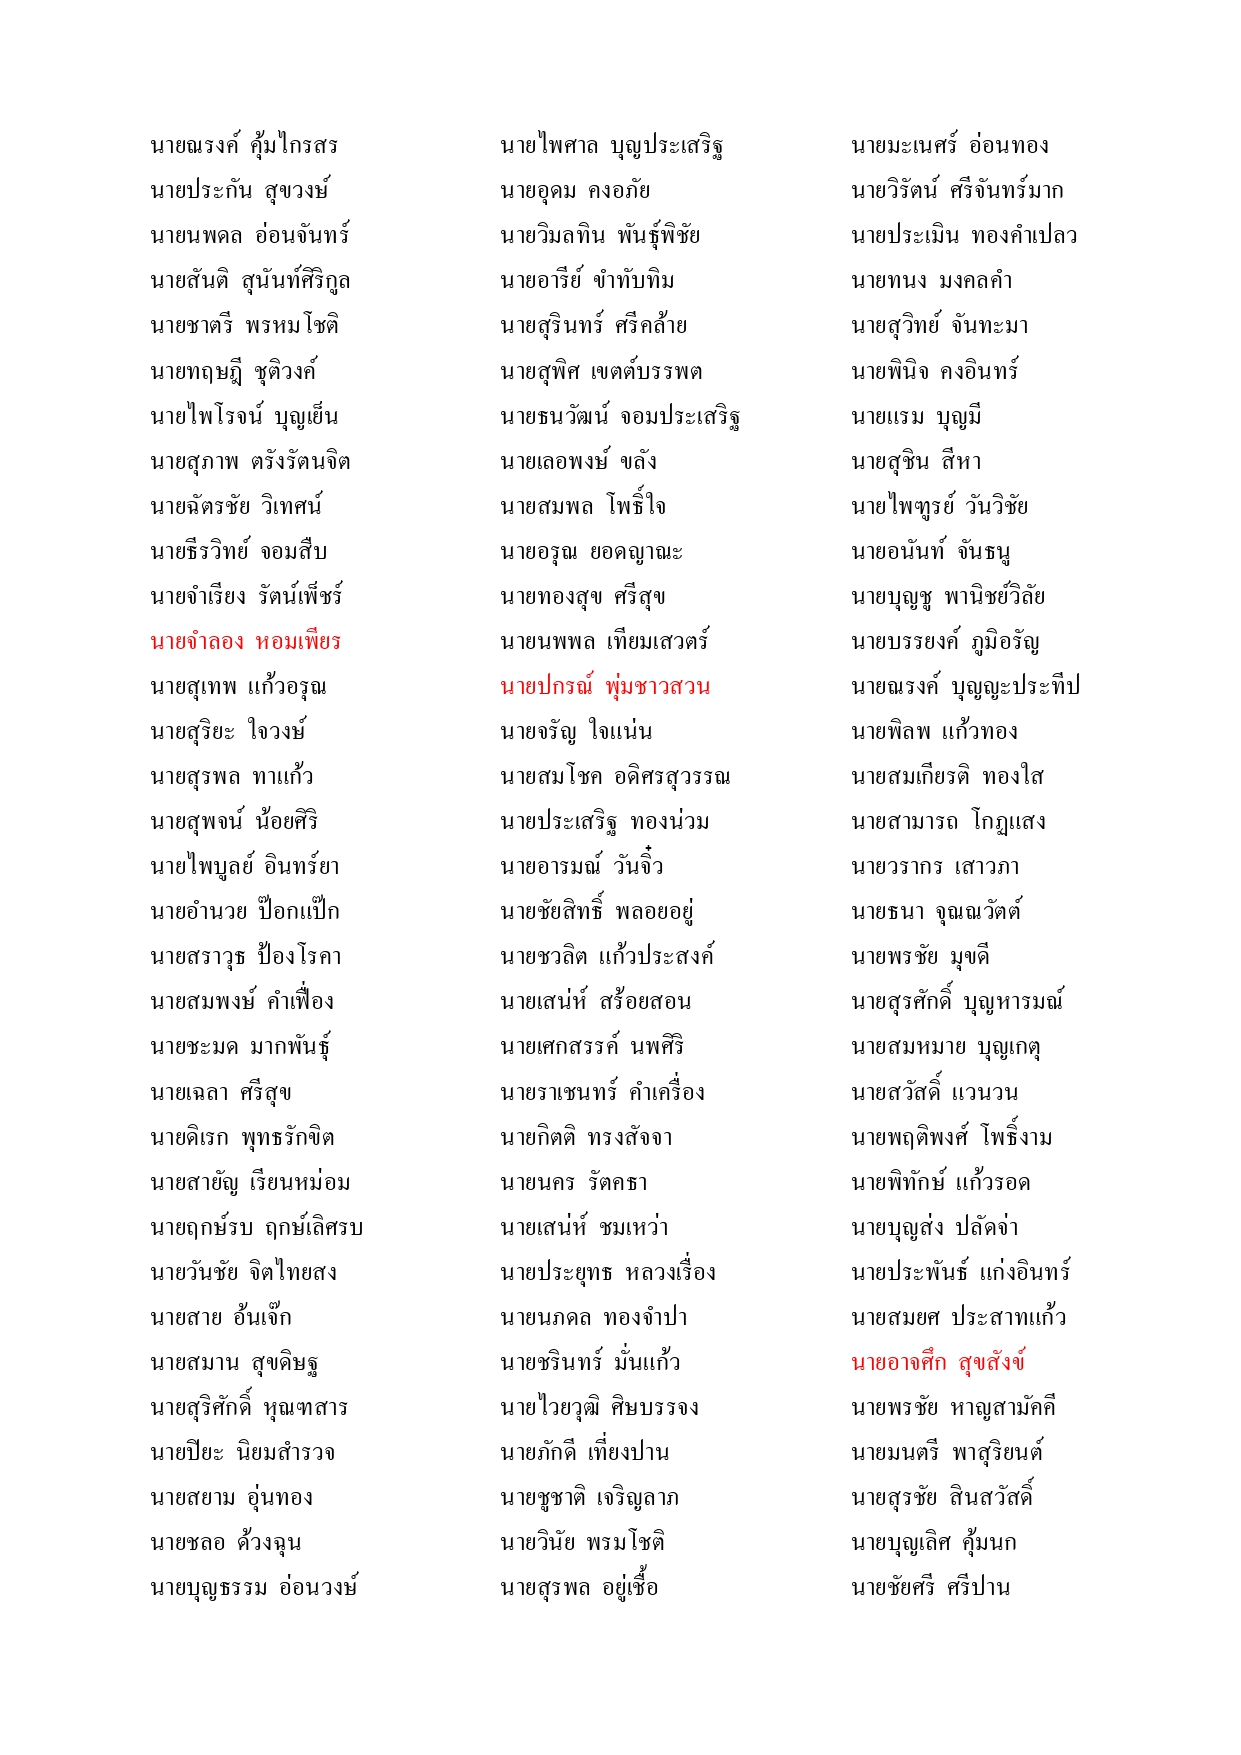 นายณรงค์ คุ้มไกรสร
นายประกัน สุขวงษ์
นายนพดล อ่อนจันทร์
นายสันติ สุนันท์ศิริกูล
นายชาตรี พรหมโชติ
นายทฤษฎี ชุติวงค์
นายไพโรจน์ บุญเย็น
นายสุภาพ ตรังรัตนจิต
นายฉัตรชัย วิเทศน์
นายธีรวิทย์ จอมสืบ
นายจำเรียง รัตน์เพ็ชร์
นายจำลอง หอมเพียร
นายสุเทพ แก้วอรุณ
นายสุริยะ ใจวงษ์
นายสุรพล ทาแก้ว
นายสุพจน์ น้อยศิริ
นายไพบูลย์ อินทร์ยา
นายอำนวย ป๊อกแป๊ก
นายสราวุธ ป้องโรคา
นายสมพงษ์ คำเฟื่อง
นายชะมด มากพันธุ์
นายเฉลา ศรีสุข
นายดิเรก พุทธรักขิต
นายสายัญ เรียนหม่อม
นายฤกษ์รบ ฤกษ์เลิศรบ
นายวันชัย จิตไทยสง
นายสาย อ้นเจ๊ก
นายสมาน สุขดิษฐ
นายสุริศักดิ์ หุณฑสาร
นายปิยะ นิยมสำรวจ
นายสยาม อุ่นทอง
นายชลอ ด้วงฉุน
นายบุญธรรม อ่อนวงษ์
นายไพศาล บุญประเสริฐ
นายอุดม คงอภัย
นายวิมลทิน พันธุ์พิชัย
นายอารีย์ ขำทับทิม
นายสุรินทร์ ศรีคล้าย
นายสุพิศ เขตต์บรรพต
นายธนวัฒน์ จอมประเสริฐ
นายเลอพงษ์ ขลัง
นายสมพล โพธิ์ใจ
นายอรุณ ยอดญาณะ
นายทองสุข ศรีสุข
นายนพพล เทียมเสวตร์
นายปกรณ์ พุ่มชาวสวน
นายจรัญ ใจแน่น
นายสมโชค อดิศรสุวรรณ
นายประเสริฐ ทองน่วม
นายอารมณ์ วันจิ๋ว
นายชัยสิทธิ์ พลอยอยู่
นายชวลิต แก้วประสงค์
นายเสน่ห์ สร้อยสอน
นายเศกสรรค์ นพศิริ
นายราเชนทร์ คำเครื่อง
นายกิตติ ทรงสัจจา
นายนคร รัตคธา
นายเสน่ห์ ชมเหว่า
นายประยุทธ หลวงเรื่อง
นายนภดล ทองจำปา
นายชรินทร์ มั่นแก้ว
นายไวยวุฒิ ศิษบรรจง
นายภักดี เที่ยงปาน
นายชูชาติ เจริญลาภ
นายวินัย พรมโชติ
นายสุรพล อยู่เชื้อ
นายมะเนศร์ อ่อนทอง
นายวิรัตน์ ศรีจันทร์มาก
นายประเมิน ทองคำเปลว
นายทนง มงคลคำ
นายสุวิทย์ จันทะมา
นายพินิจ คงอินทร์
นายแรม บุญมี
นายสุชิน สีหา
นายไพฑูรย์ วันวิชัย
นายอนันท์ จันธนู
นายบุญชู พานิชย์วิลัย
นายบรรยงค์ ภูมิอรัญ
นายณรงค์ บุญญะประทีป
นายพิลพ แก้วทอง
นายสมเกียรติ ทองใส
นายสามารถ โกฏแสง
นายวรากร เสาวภา
นายธนา จุณณวัตต์
นายพรชัย มุขดี
นายสุรศักดิ์ บุญหารมณ์
นายสมหมาย บุญเกตุ
นายสวัสดิ์ แวนวน
นายพฤติพงศ์ โพธิ์งาม
นายพิทักษ์ แก้วรอด
นายบุญส่ง ปลัดจ่า
นายประพันธ์ แก่งอินทร์
นายสมยศ ประสาทแก้ว
นายอาจศึก สุขสังข์
นายพรชัย หาญสามัคคี
นายมนตรี พาสุริยนต์
นายสุรชัย สินสวัสดิ์
นายบุญเลิศ คุ้มนก
นายชัยศรี ศรีปาน